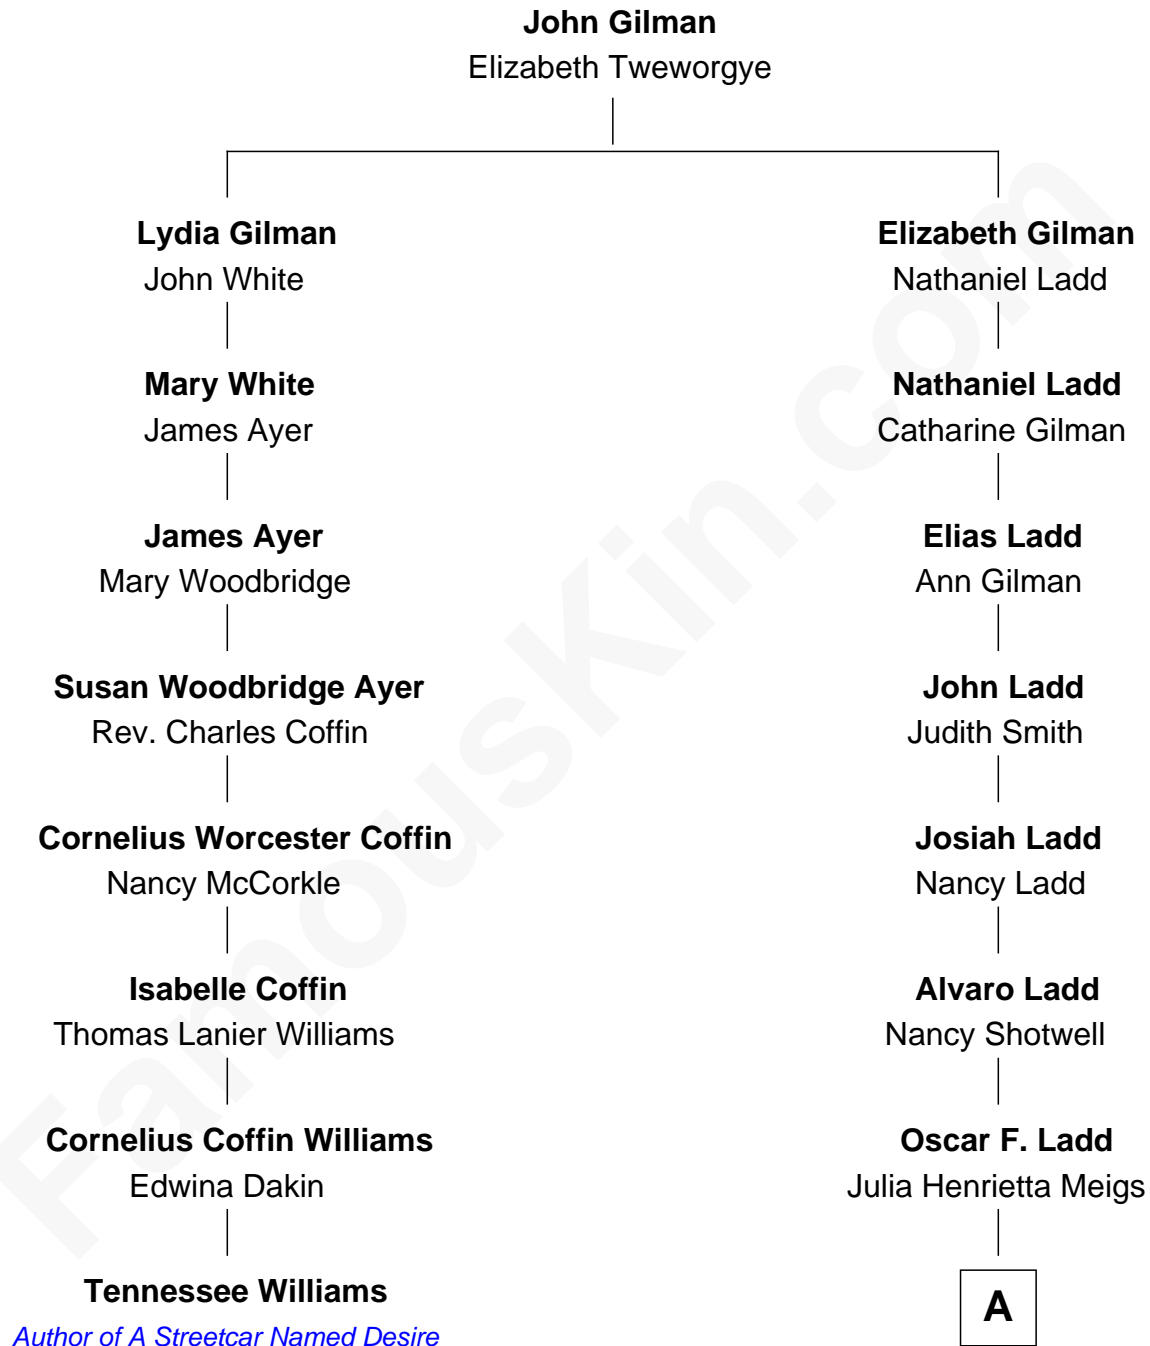 John Gilman
Elizabeth Tweworgye
Lydia Gilman
John White
Mary White
James Ayer
James Ayer
Mary Woodbridge
Susan Woodbridge Ayer
Rev. Charles Coffin
Cornelius Worcester Coffin
Nancy McCorkle
Isabelle Coffin
Thomas Lanier Williams
Cornelius Coffin Williams
Edwina Dakin
Tennessee Williams
Author of A Streetcar Named Desire
Elizabeth Gilman
Nathaniel Ladd
Nathaniel Ladd
Catharine Gilman
Elias Ladd
Ann Gilman
John Ladd
Judith Smith
Josiah Ladd
Nancy Ladd
Alvaro Ladd
Nancy Shotwell
Oscar F. Ladd
Julia Henrietta Meigs
A
FamousKin.com